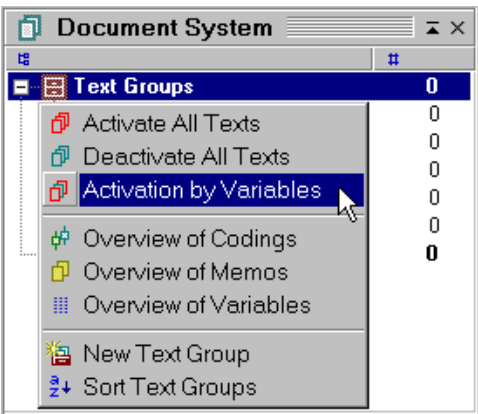 Document System
#
Text Groups 0
Activate All Texts 0
Deactivate All Texts 0
0
Activation by Variables 0
0
Overview of Codings 0
Overview of Memos
Overview of Variables
New Text Group
Sort Text Groups